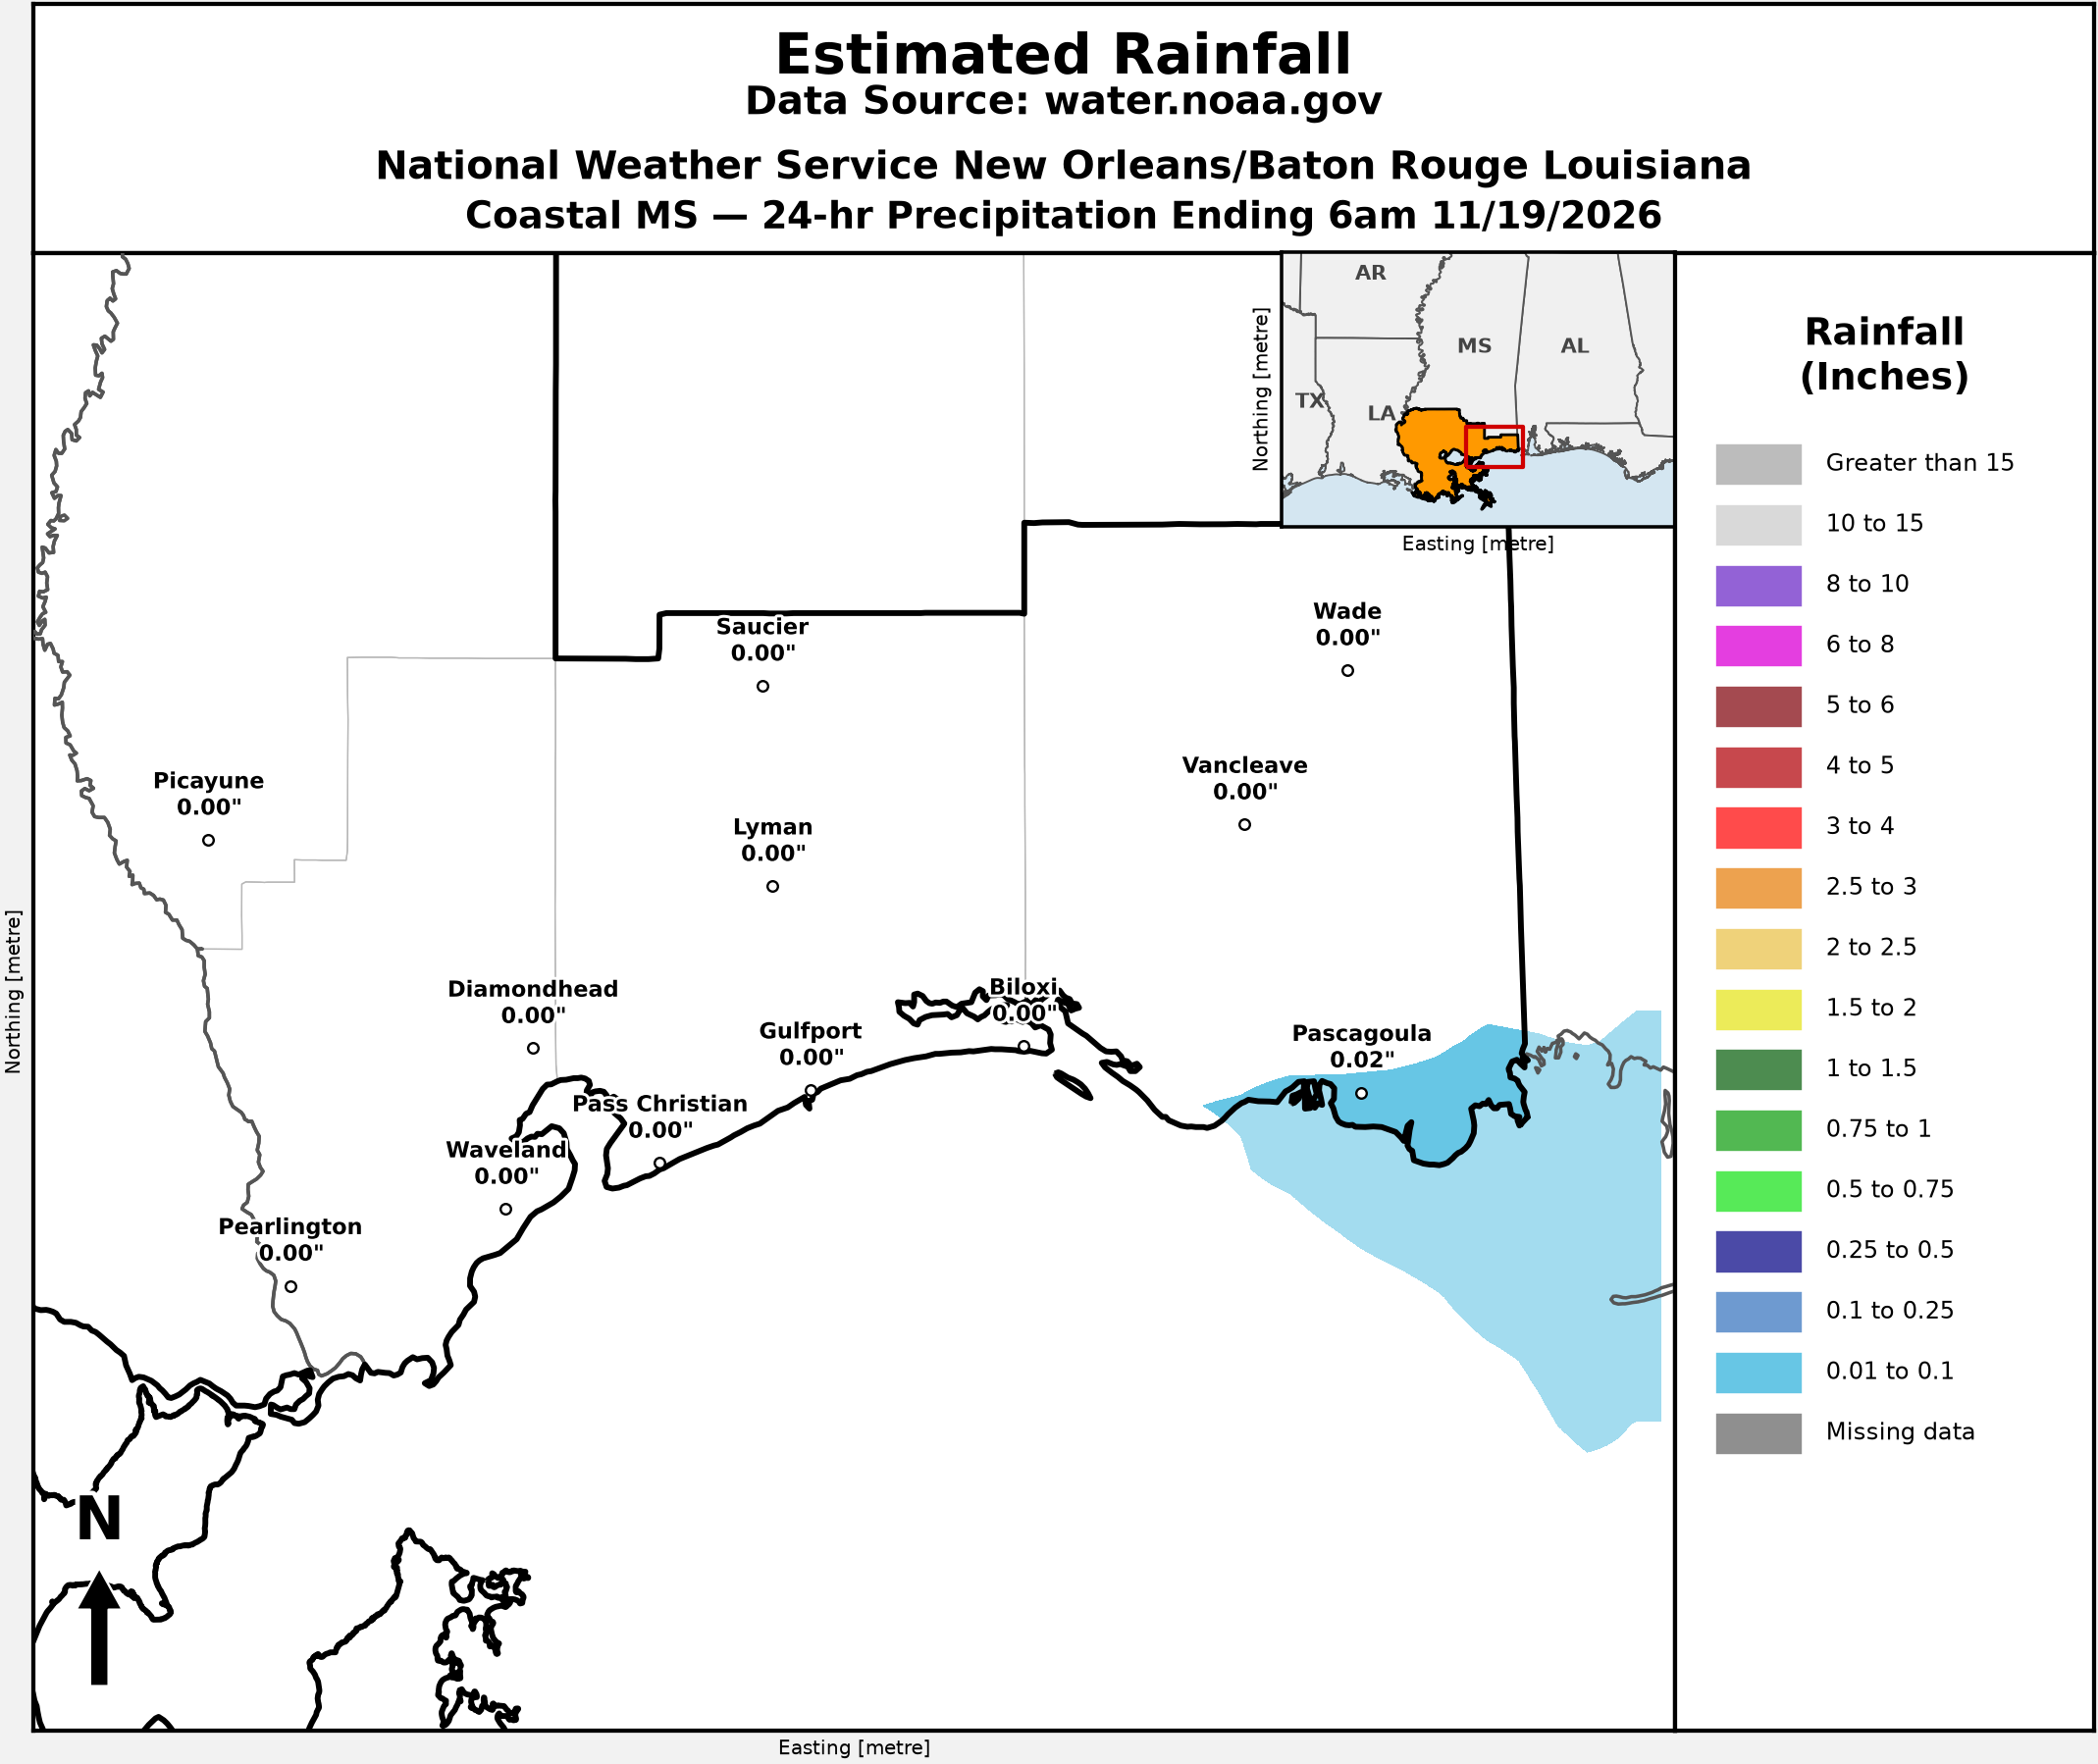 Estimated Rainfall
Data Source: water.noaa.gov
National Weather Service New Orleans/Baton Rouge Louisiana
Coastal MS — 24-hr Precipitation Ending 6am 11/19/2026
AR
MS
AL
TX
LA
Northing [metre]
Easting [metre]
Rainfall
(Inches)
Greater than 15
10 to 15
8 to 10
6 to 8
5 to 6
4 to 5
3 to 4
2.5 to 3
2 to 2.5
1.5 to 2
1 to 1.5
0.75 to 1
0.5 to 0.75
0.25 to 0.5
0.1 to 0.25
0.01 to 0.1
Missing data
Wade
0.00"
Saucier
0.00"
Vancleave
0.00"
Picayune
0.00"
Lyman
0.00"
Diamondhead
0.00"
Biloxi
0.00"
Gulfport
0.00"
Pascagoula
0.02"
Pass Christian
0.00"
Waveland
0.00"
Pearlington
0.00"
N
Northing [metre]
Easting [metre]